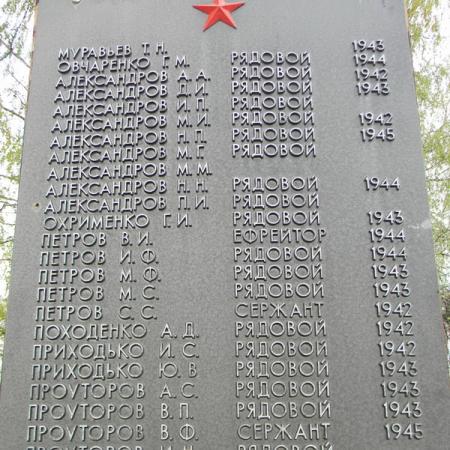 МУРАВЬЕВ Т.Н. 1943
ОВЧАРЕНКО Г.М. РЯДОВОЙ 1944
АЛЕКСАНДРОВ А.А. РЯДОВОЙ 1942
АЛЕКСАНДРОВ Д.И. РЯДОВОЙ 1943
АЛЕКСАНДРОВ И.П. РЯДОВОЙ
АЛЕКСАНДРОВ М.И. РЯДОВОЙ 1942
АЛЕКСАНДРОВ Н.П. РЯДОВОЙ 1945
АЛЕКСАНДРОВ М.Г. РЯДОВОЙ
АЛЕКСАНДРОВ М.М.
АЛЕКСАНДРОВ Н.Н. РЯДОВОЙ 1944
АЛЕКСАНДРОВ П.И. РЯДОВОЙ
ОХРИМЕНКО Г.И. РЯДОВОЙ 1943
ПЕТРОВ В.И. ЕФРЕЙТОР 1944
ПЕТРОВ И.Ф. РЯДОВОЙ 1944
ПЕТРОВ М.Ф. РЯДОВОЙ 1943
ПЕТРОВ М.С. РЯДОВОЙ 1943
ПЕТРОВ С.С. СЕРЖАНТ 1942
ПОХОДЕНКО А.Д. РЯДОВОЙ 1942
ПРИХОДЬКО И.С. РЯДОВОЙ 1942
ПРИХОДЬКО Ю.В РЯДОВОЙ 1943
ПРОУТОРОВ А.С. РЯДОВОЙ 1943
ПРОУТОРОВ В.П. РЯДОВОЙ 1943
ПРОУТОРОВ В.Ф. СЕРЖАНТ 1945